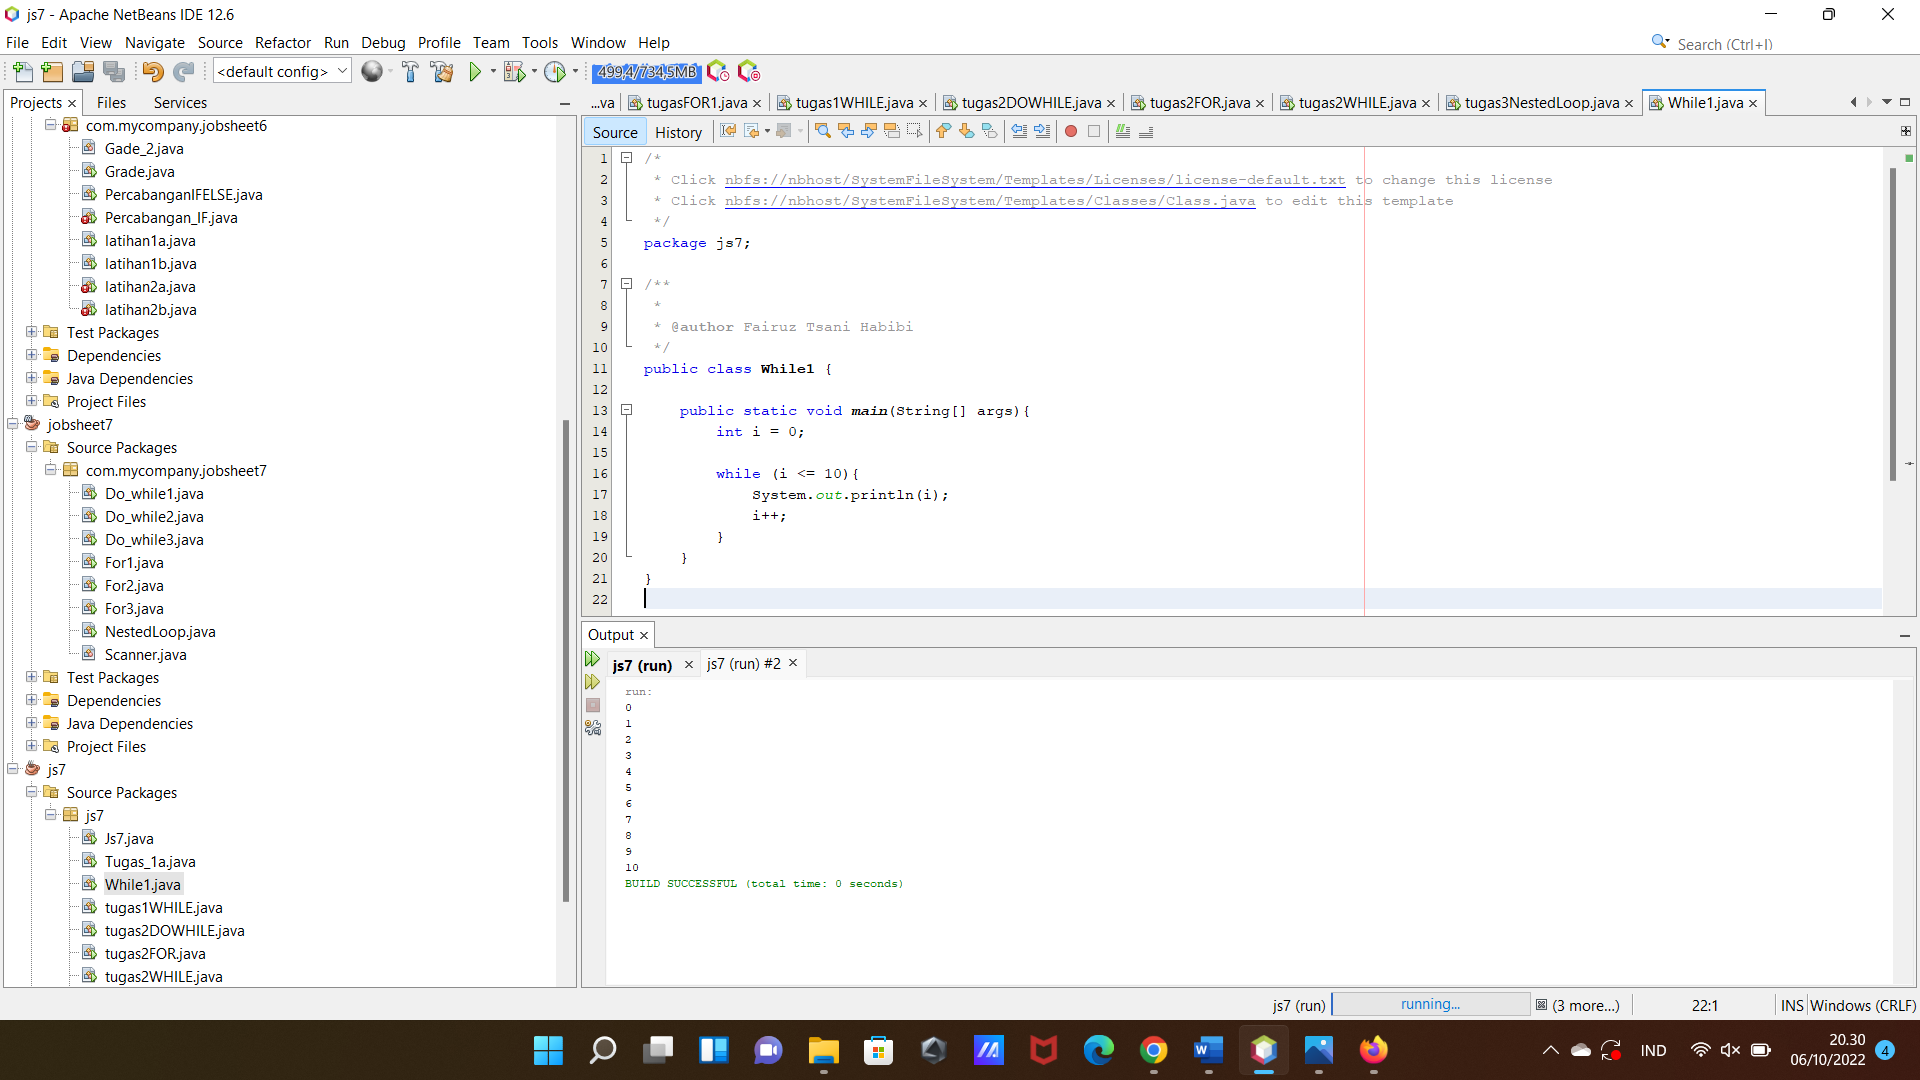 js7 - Apache NetBeans IDE 12.6
File Edit View Navigate Source Refactor Run Debug Profile Team Tools Window Help
Search (Ctrl+I)
<default config>
499,4/734,5MB
Projects Files Services
...va tugasFOR1.java tugas1WHILE.java tugas2DOWHILE.java tugas2FOR.java tugas2WHILE.java tugas3NestedLoop.java While1.java
Source History
com.mycompany.jobsheet6
Gade_2.java
Grade.java
PercabanganIFELSE.java
Percabangan_IF.java
latihan1a.java
latihan1b.java
latihan2a.java
latihan2b.java
Test Packages
Dependencies
Java Dependencies
Project Files
jobsheet7
Source Packages
com.mycompany.jobsheet7
Do_while1.java
Do_while2.java
Do_while3.java
For1.java
For2.java
For3.java
NestedLoop.java
Scanner.java
Test Packages
Dependencies
Java Dependencies
Project Files
js7
Source Packages
js7
Js7.java
Tugas_1a.java
While1.java
tugas1WHILE.java
tugas2DOWHILE.java
tugas2FOR.java
tugas2WHILE.java
1 /*
2 * Click nbfs://nbhost/SystemFileSystem/Templates/Licenses/license-default.txt to change this license
3 * Click nbfs://nbhost/SystemFileSystem/Templates/Classes/Class.java to edit this template
4 */
5 package js7;
6
7 /**
8 *
9 * @author Fairuz Tsani Habibi
10 */
11 public class While1 {
12
13 public static void main(String[] args){
14 int i = 0;
15
16 while (i <= 10){
17 System.out.println(i);
18 i++;
19 }
20 }
21 }
22
Output
js7 (run) js7 (run) #2
run:
0
1
2
3
4
5
6
7
8
9
10
BUILD SUCCESSFUL (total time: 0 seconds)
js7 (run) running... (3 more...) 22:1 INS Windows (CRLF)
IND
20.30
06/10/2022
4